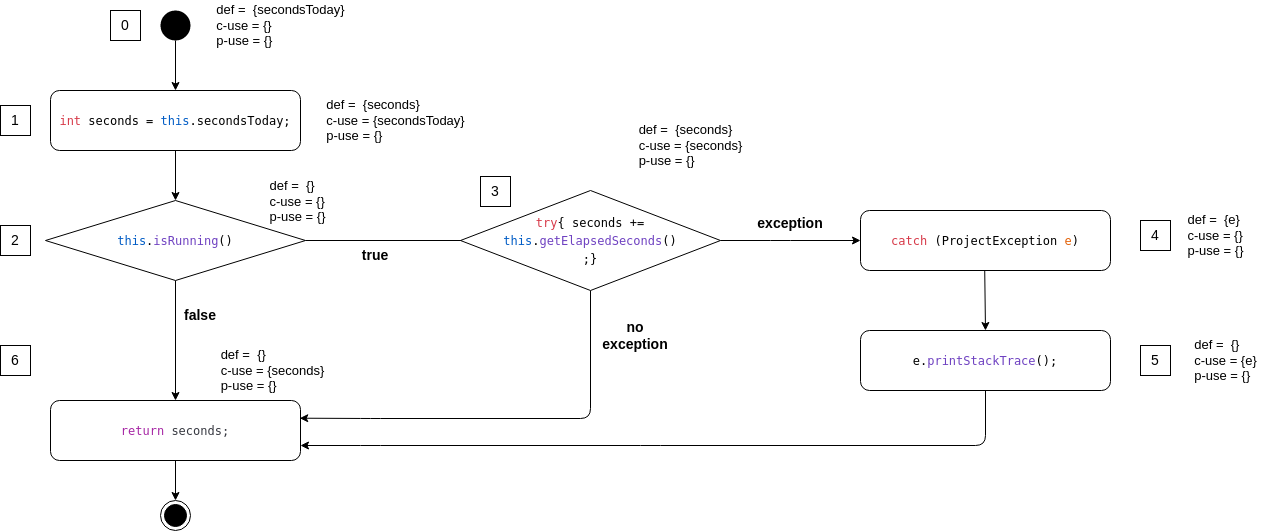 0
def =  {secondsToday}
c-use = {}
p-use = {}
1
int seconds = this.secondsToday;
def =  {seconds}
c-use = {secondsToday}
p-use = {}
2
this.isRunning()
def =  {}
c-use = {}
p-use = {}
true
false
3
try{ seconds +=
this.getElapsedSeconds()
;}
def =  {seconds}
c-use = {seconds}
p-use = {}
exception
no
exception
catch (ProjectException e)
4
def =  {e}
c-use = {}
p-use = {}
e.printStackTrace();
5
def =  {}
c-use = {e}
p-use = {}
6
def =  {}
c-use = {seconds}
p-use = {}
return seconds;